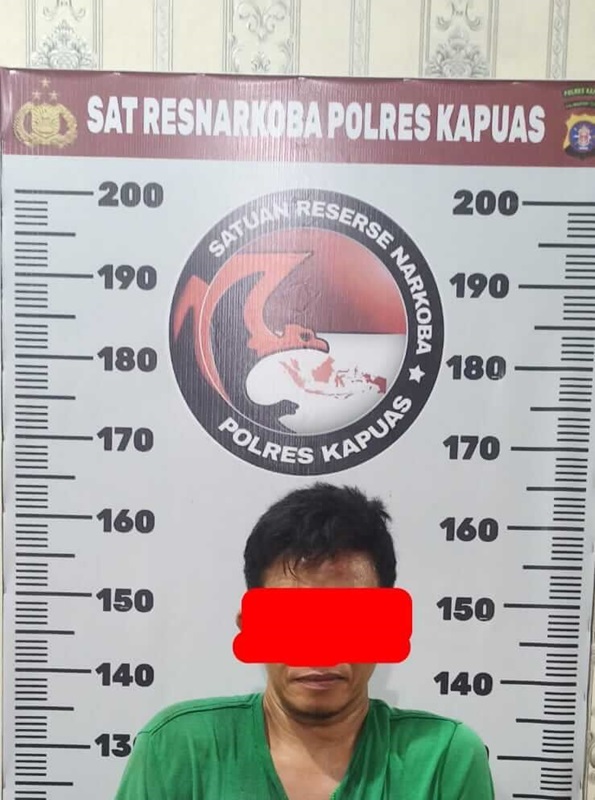 SAT RESNARKOBA POLRES KAPUAS
SATUAN RESERSE NARKOBA
POLRES KAPUAS
200 200
190 190
180 180
170 170
160 160
150 150
140 140